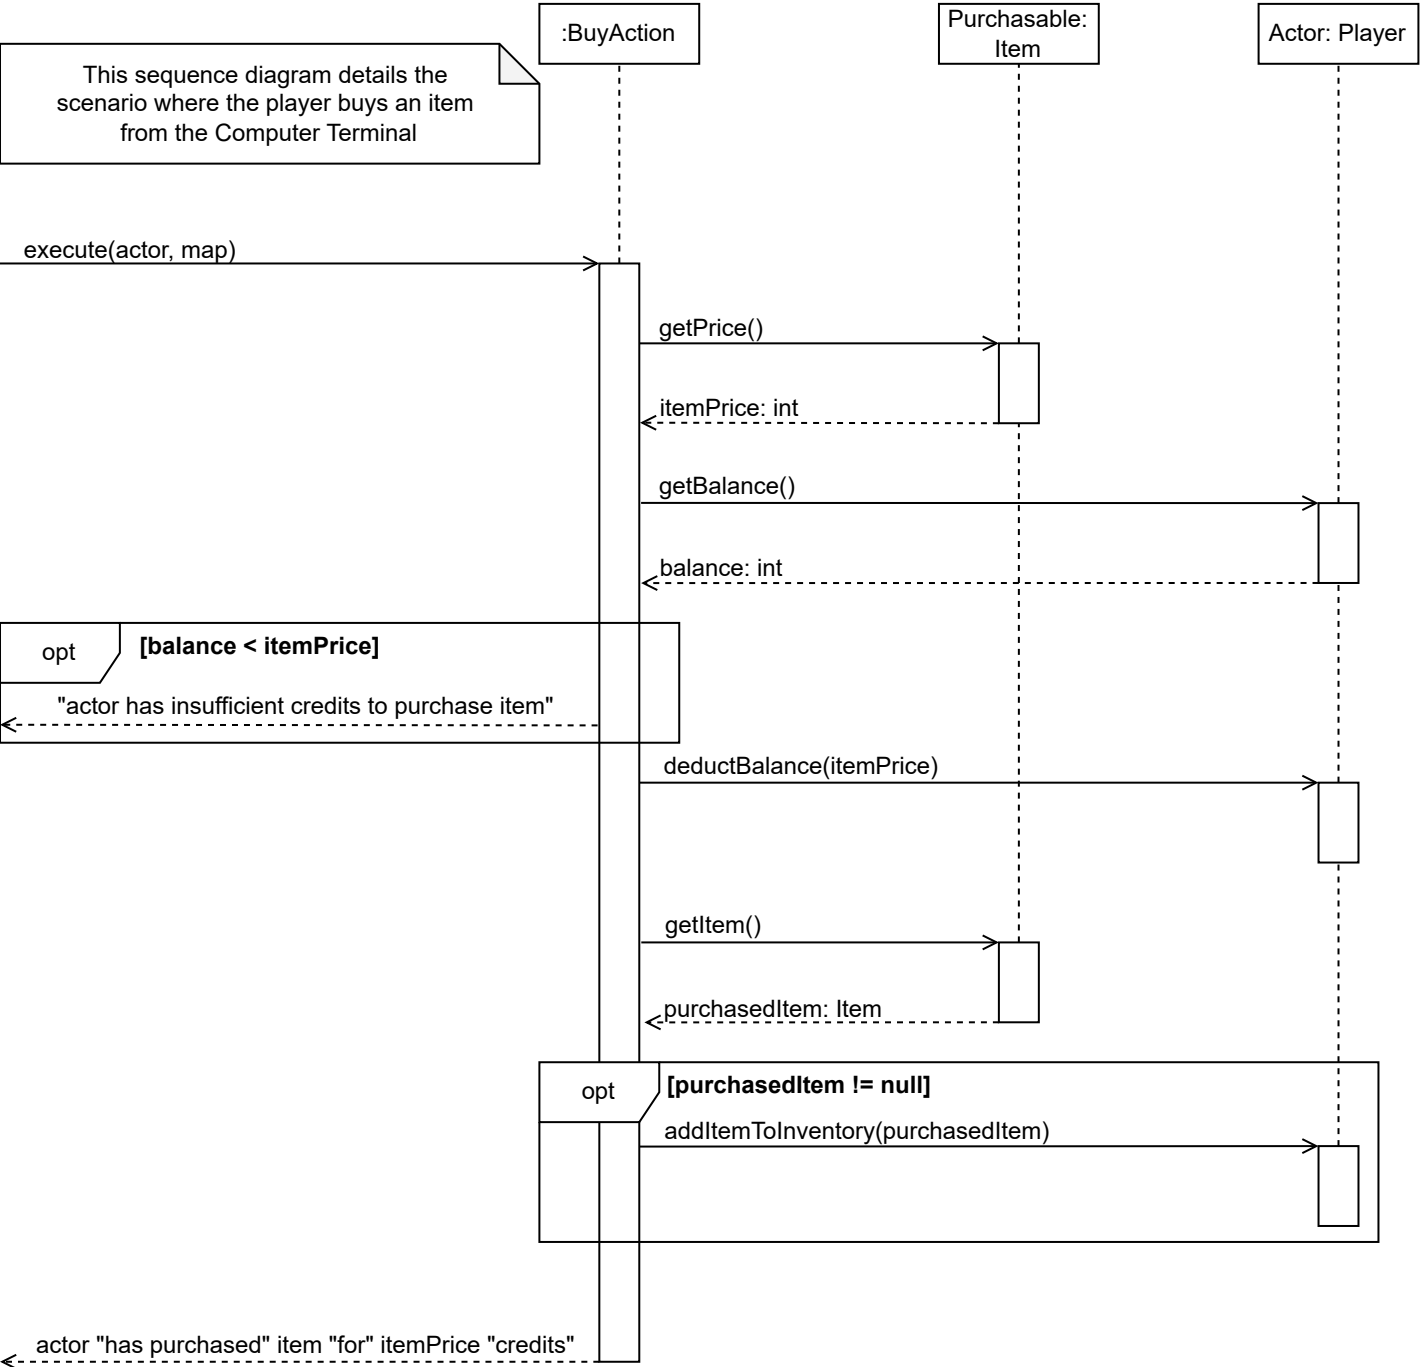 :BuyAction
Purchasable:
Item
Actor: Player
This sequence diagram details the
scenario where the player buys an item
from the Computer Terminal
execute(actor, map)
getPrice()
itemPrice: int
getBalance()
balance: int
opt
[balance < itemPrice]
"actor has insufficient credits to purchase item"
deductBalance(itemPrice)
getItem()
purchasedItem: Item
opt
[purchasedItem != null]
addItemToInventory(purchasedItem)
actor "has purchased" item "for" itemPrice "credits"